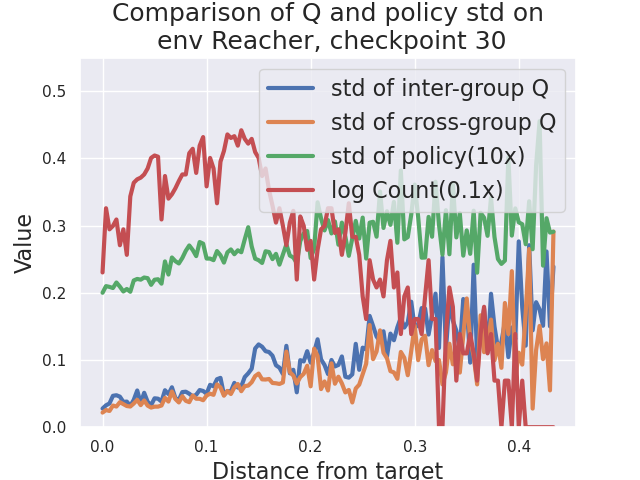 Comparison of Q and policy std on
env Reacher, checkpoint 30
std of inter-group Q
std of cross-group Q
std of policy(10x)
log Count(0.1x)
Value
0.5
0.4
0.3
0.2
0.1
0.0
0.0 0.1 0.2 0.3 0.4
Distance from target